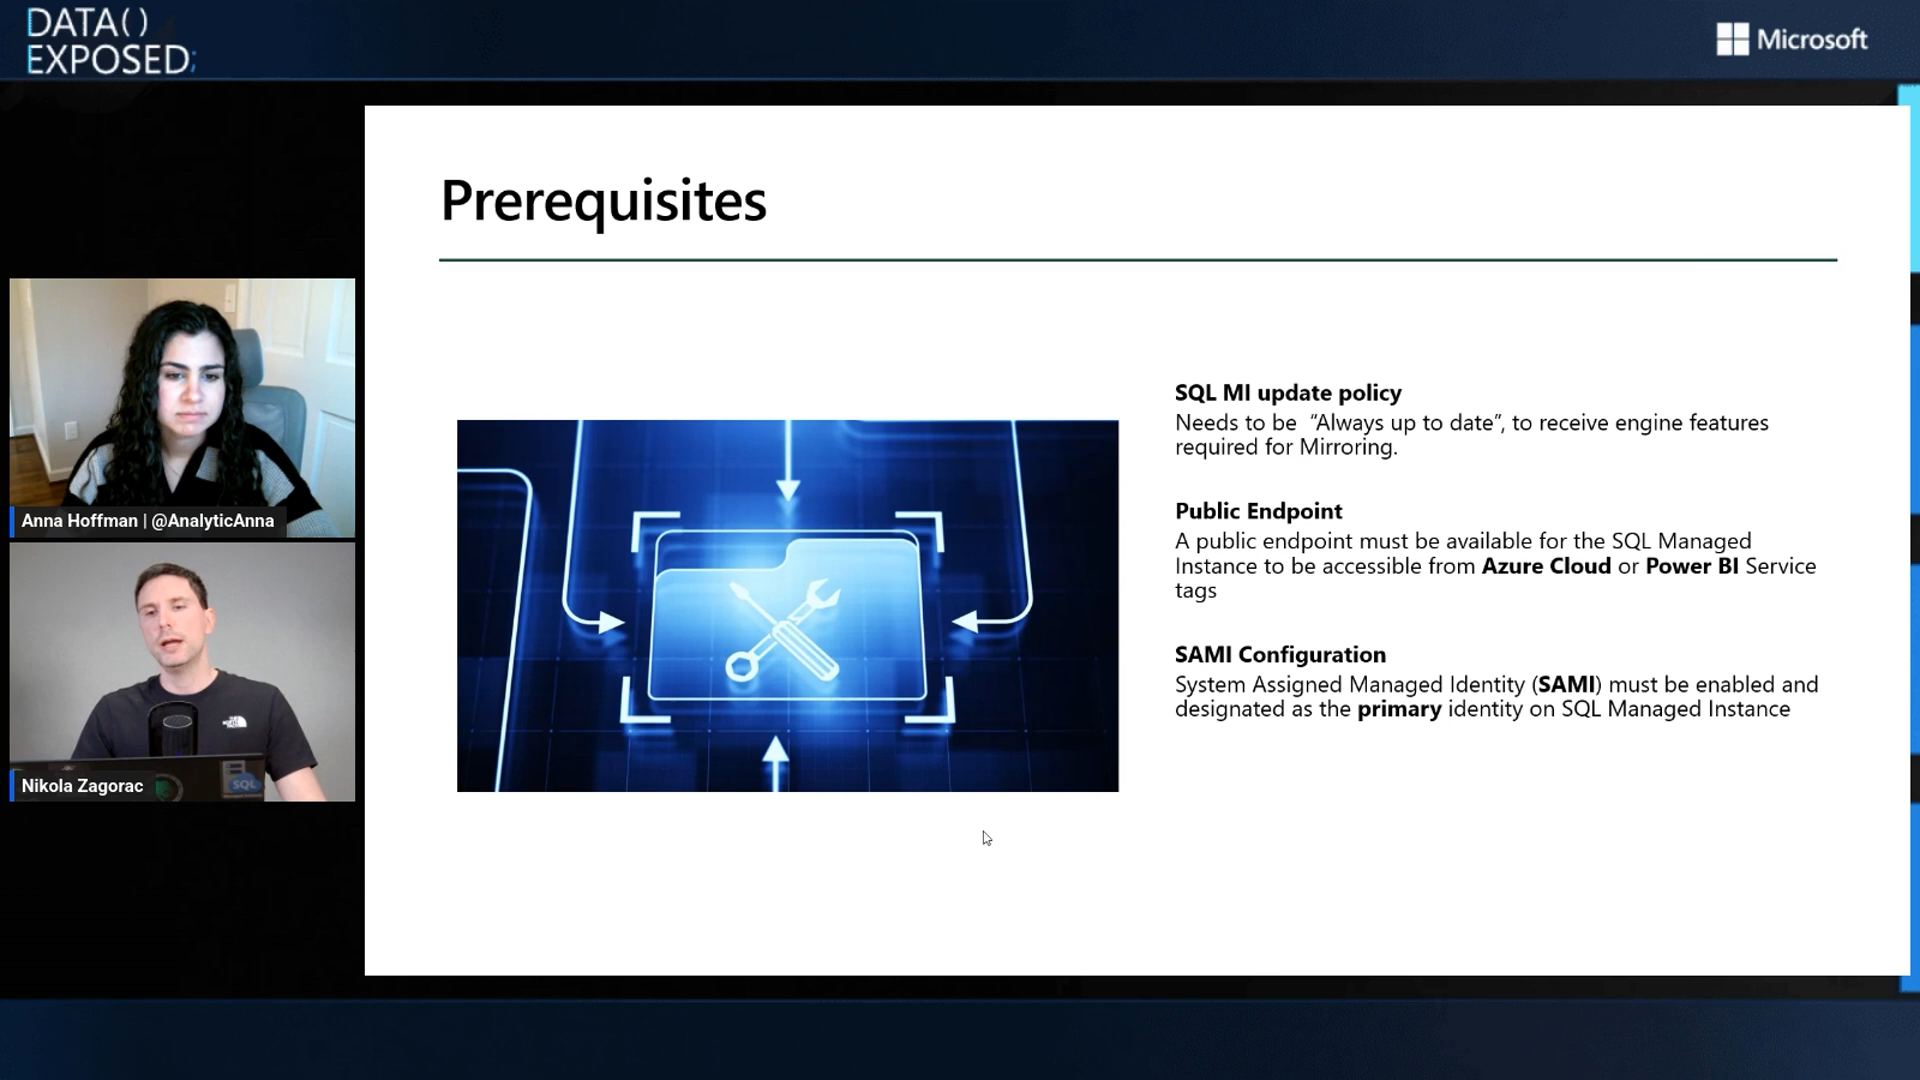 DATA()
EXPOSED;
Microsoft
Prerequisites
SQL MI update policy
Needs to be “Always up to date”, to receive engine features
required for Mirroring.
Public Endpoint
A public endpoint must be available for the SQL Managed
Instance to be accessible from Azure Cloud or Power BI Service
tags
SAMI Configuration
System Assigned Managed Identity (SAMI) must be enabled and
designated as the primary identity on SQL Managed Instance
Anna Hoffman | @AnalyticAnna
Nikola Zagorac
SQL